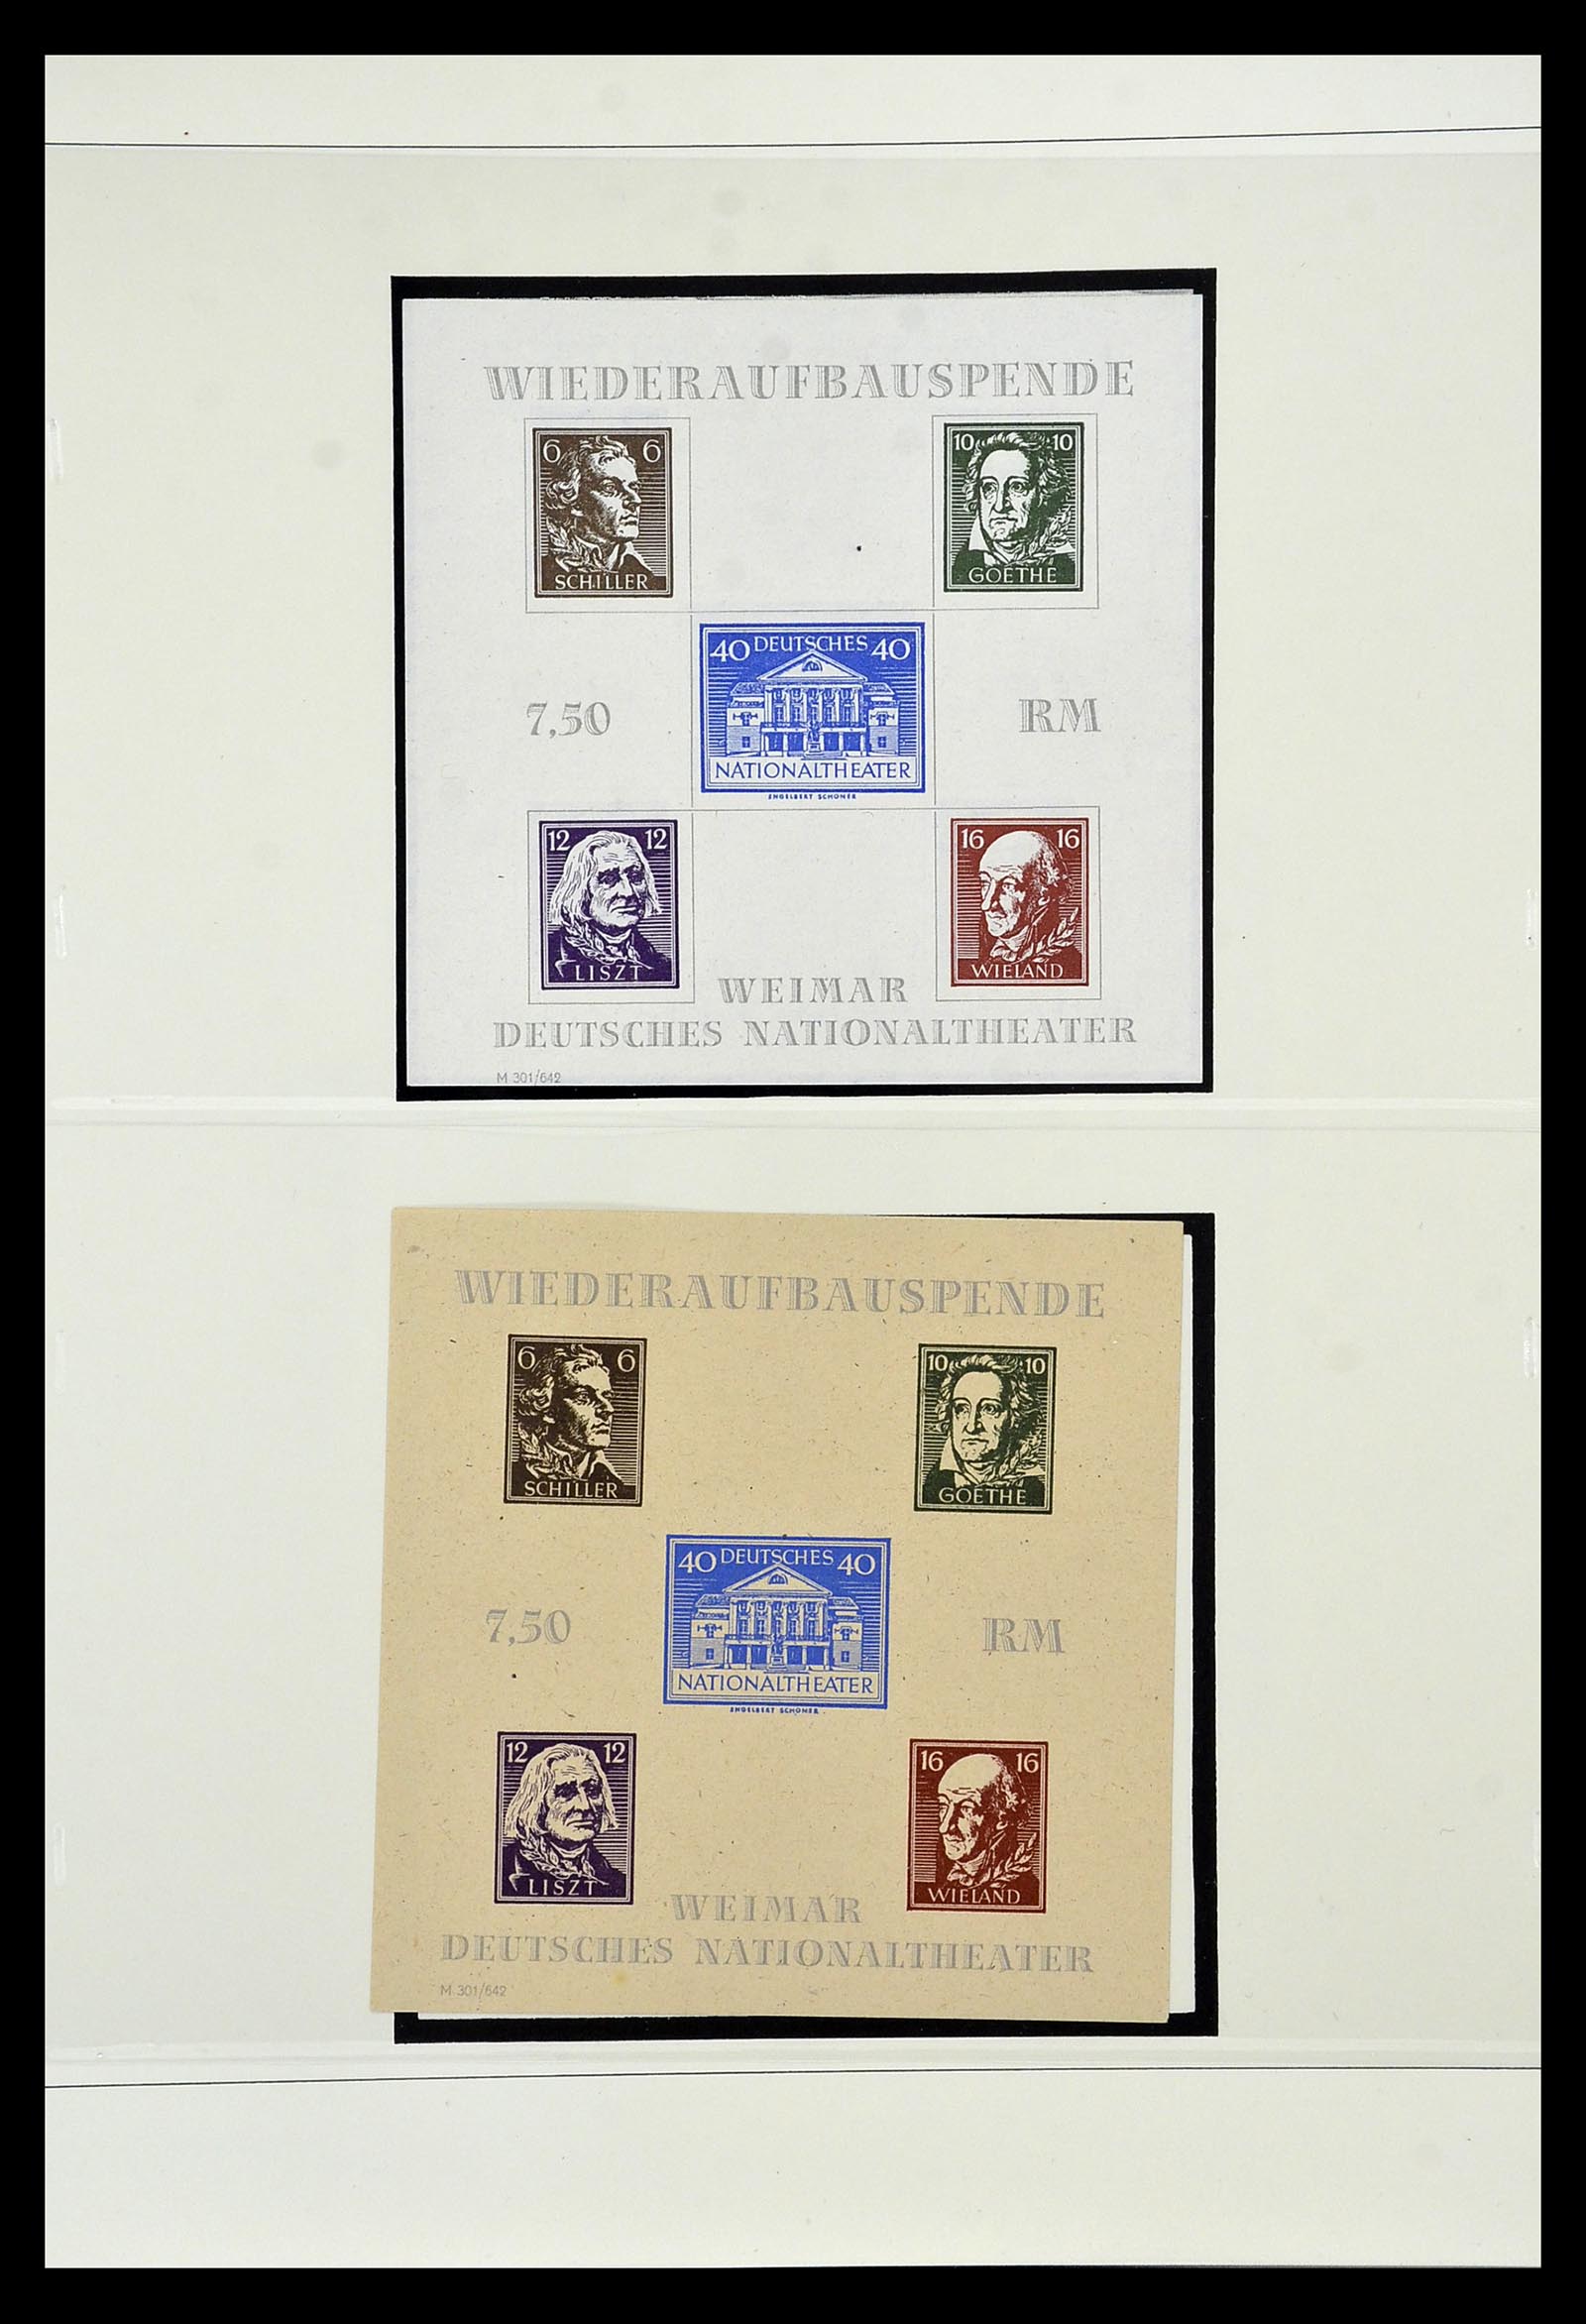 WIEDERAUFBAUSPENDE
6 6
SCHILLER
10 10
GOETHE
40 DEUTSCHES 40
NATIONALTHEATER
ENGELBERT SCHONER
7,50 RM
12 12
LISZT
16 16
WIELAND
WEIMAR
DEUTSCHES NATIONALTHEATER
M 301/642
WIEDERAUFBAUSPENDE
6 6
SCHILLER
10 10
GOETHE
40 DEUTSCHES 40
NATIONALTHEATER
ENGELBERT SCHONER
7,50 RM
12 12
LISZT
16 16
WIELAND
WEIMAR
DEUTSCHES NATIONALTHEATER
M 301/642